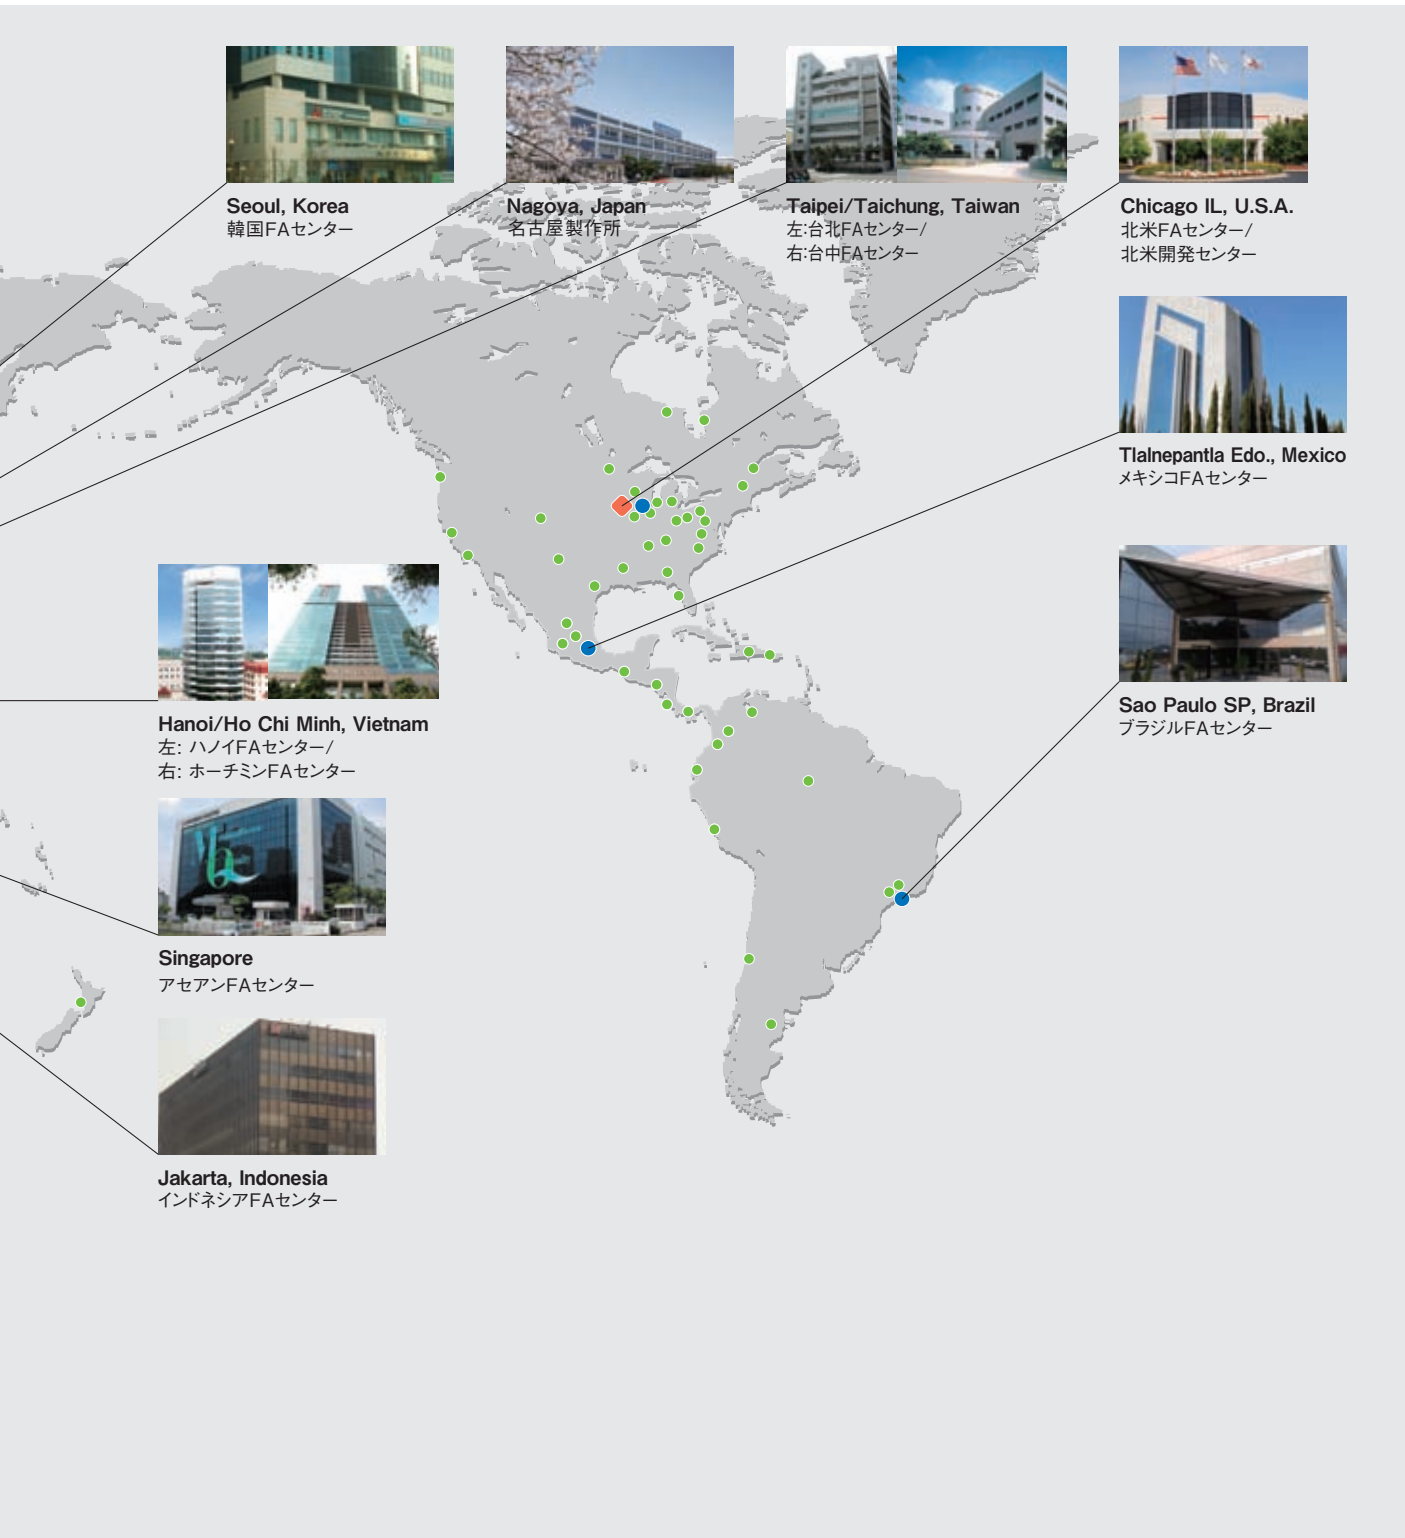 Seoul, Korea
韓国FAセンター
Nagoya, Japan
名古屋製作所
Taipei/Taichung, Taiwan
左:台北FAセンター/
右:台中FAセンター
Chicago IL, U.S.A.
北米FAセンター/
北米開発センター
Tlalnepantla Edo., Mexico
メキシコFAセンター
Hanoi/Ho Chi Minh, Vietnam
左: ハノイFAセンター/
右: ホーチミンFAセンター
Sao Paulo SP, Brazil
ブラジルFAセンター
Singapore
アセアンFAセンター
Jakarta, Indonesia
インドネシアFAセンター